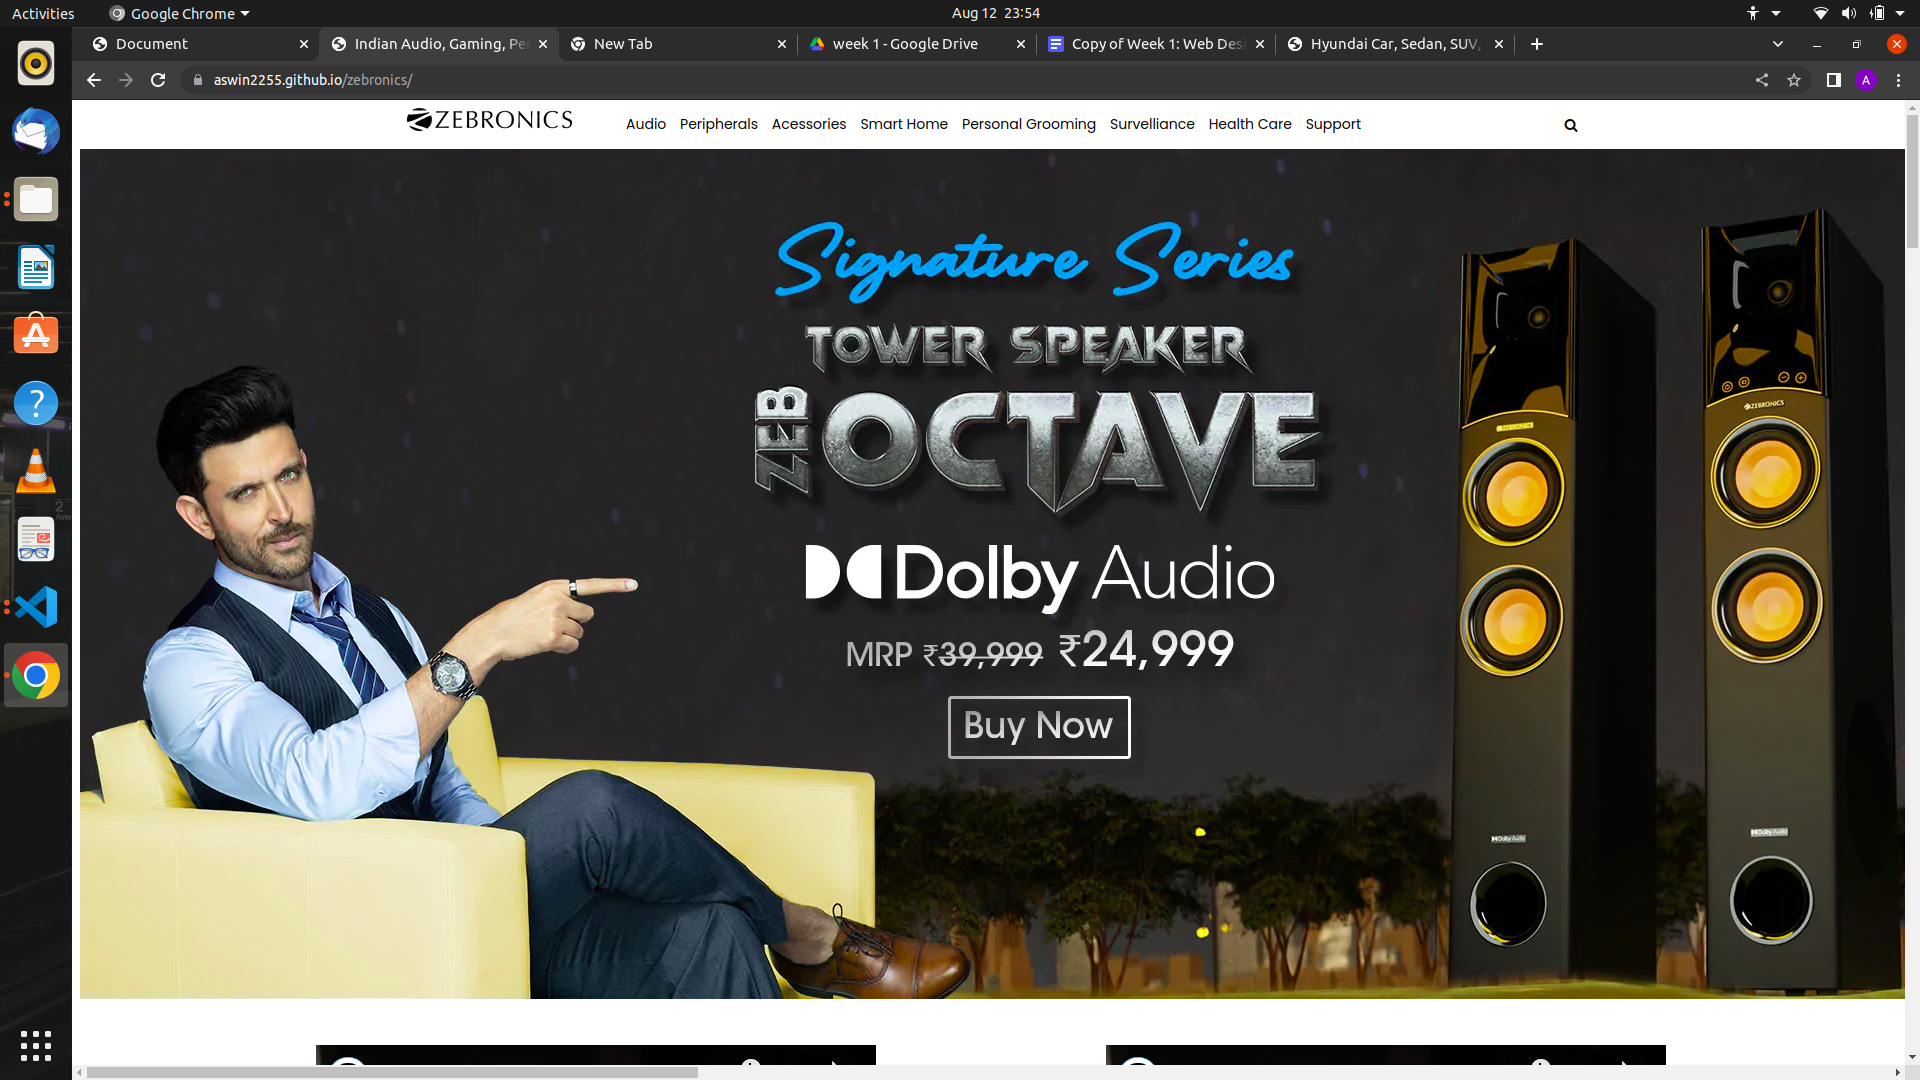 Activities
Google Chrome
Aug 12 23:54
Document
Indian Audio, Gaming, Per
New Tab
week 1 - Google Drive
Copy of Week 1: Web Desi
Hyundai Car, Sedan, SUV,
aswin2255.github.io/zebronics/
A
ZEBRONICS
Audio
Peripherals
Acessories
Smart Home
Personal Grooming
Survelliance
Health Care
Support
Signature Series
TOWER SPEAKER
ZEB OCTAVE
Dolby Audio
MRP ₹39,999 ₹24,999
Buy Now
ZEBRONICS
ZEBRONICS
Dolby Audio
Dolby Audio